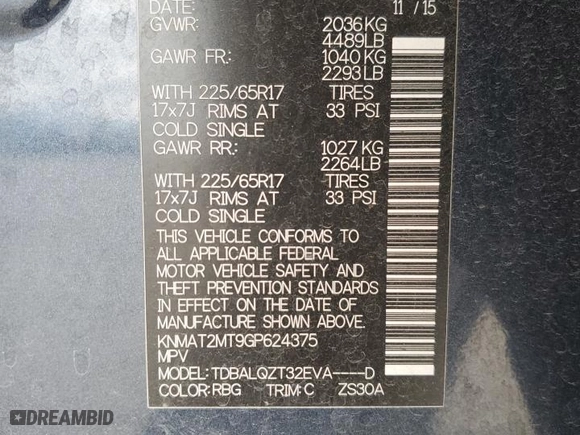 DATE: 11 / 15
GVWR: 2036 KG
4489LB
GAWR FR: 1040 KG
2293LB
WITH 225/65R17 TIRES
17x7J RIMS AT 33 PSI
COLD SINGLE
GAWR RR: 1027 KG
2264LB
WITH 225/65R17 TIRES
17x7J RIMS AT 33 PSI
COLD SINGLE
THIS VEHICLE CONFORMS TO
ALL APPLICABLE FEDERAL
MOTOR VEHICLE SAFETY AND
THEFT PREVENTION STANDARDS
IN EFFECT ON THE DATE OF
MANUFACTURE SHOWN ABOVE.
KNMAT2MT9GP624375
MPV
MODEL: TDBALQZT32EVA----D
COLOR: RBG TRIM: C ZS30A
DREAMBID